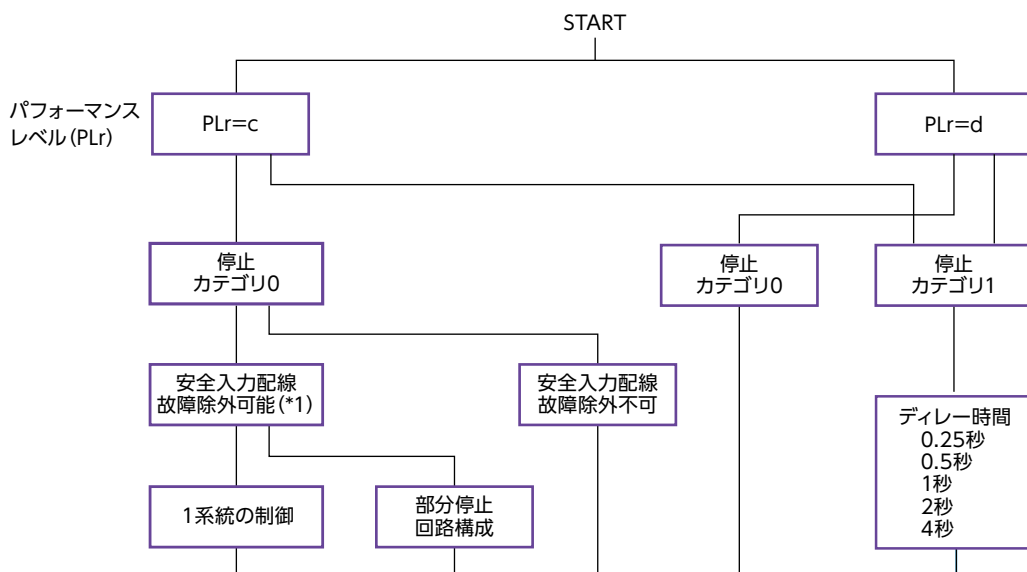 START
パフォーマンス
レベル(PLr)
PLr=c
PLr=d
停止
カテゴリ0
停止
カテゴリ0
停止
カテゴリ1
安全入力配線
故障除外可能(*1)
安全入力配線
故障除外不可
ディレー時間
0.25秒
0.5秒
1秒
2秒
4秒
1系統の制御
部分停止
回路構成